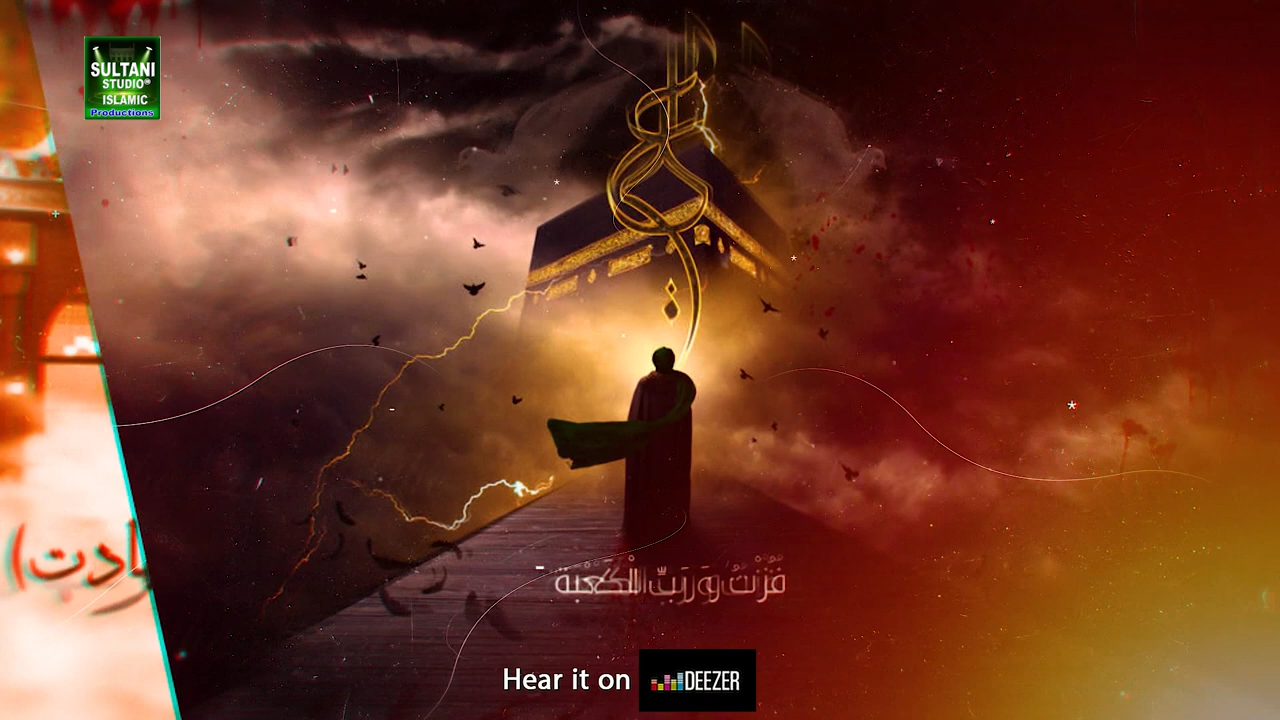 SULTANI
STUDIO®
ISLAMIC
Productions
فُزْتُ وَرَبِّ الْكَعْبَة
Hear it on
DEEZER